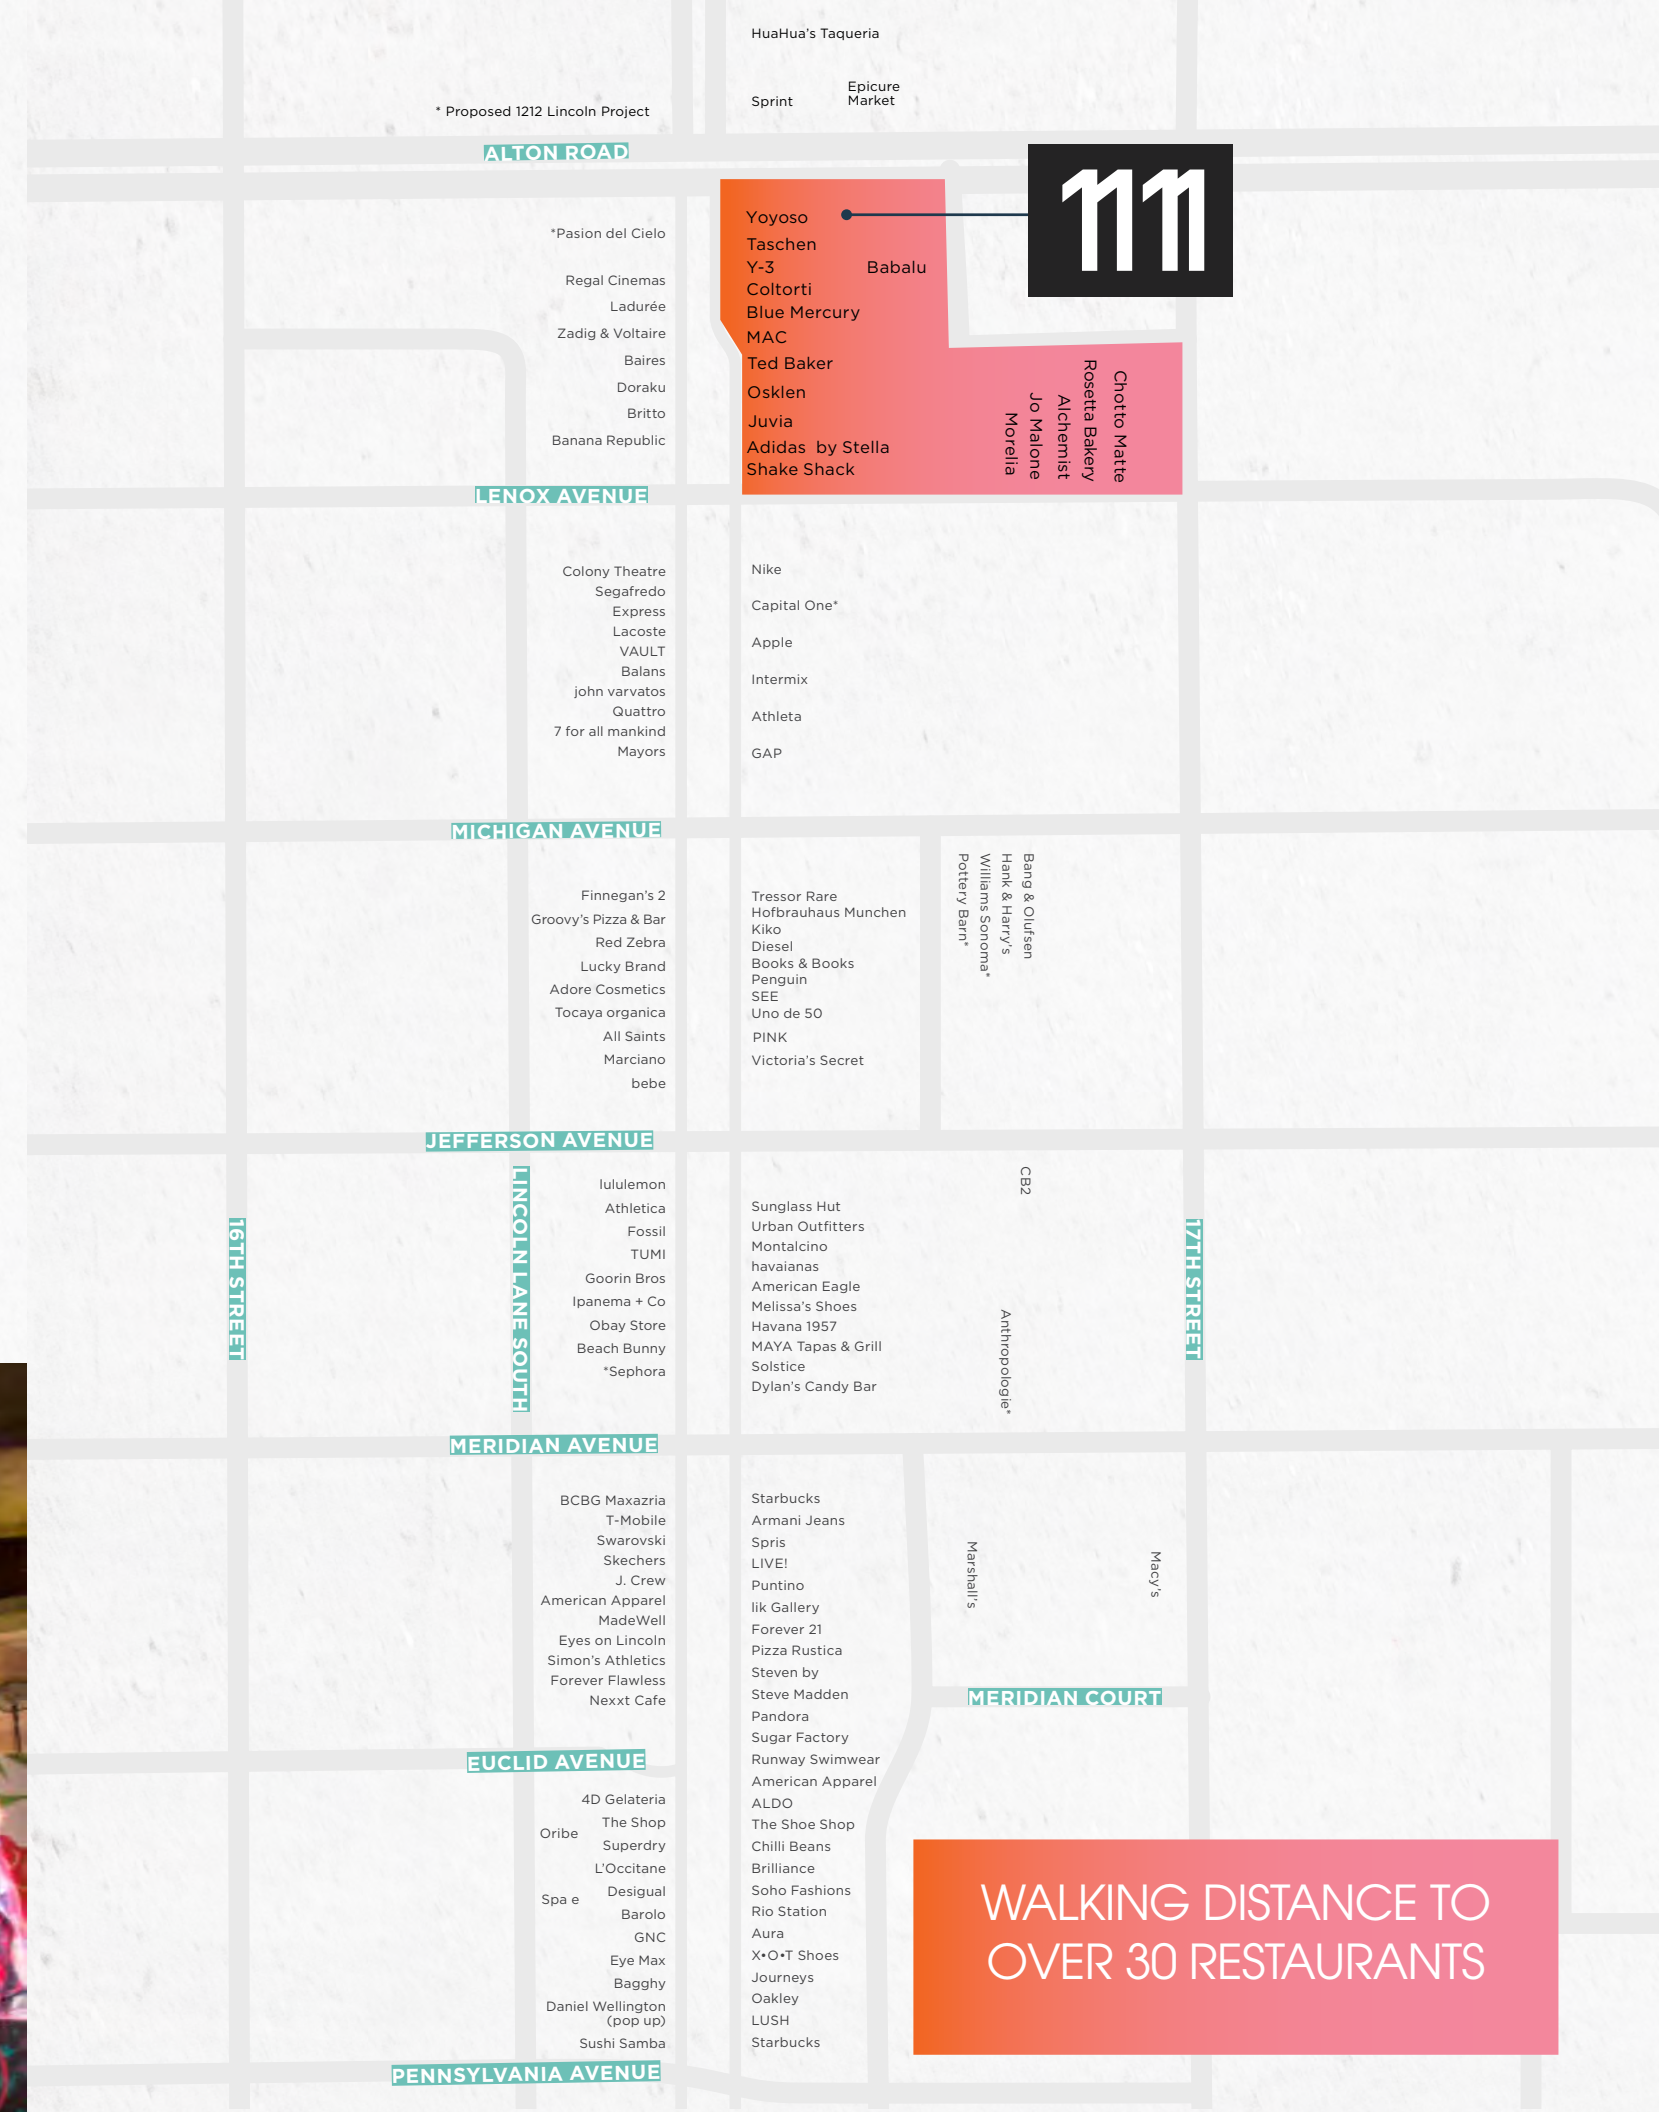 HuaHua's Taqueria
Sprint
Epicure
Market
* Proposed 1212 Lincoln Project
ALTON ROAD
1111
*Pasion del Cielo
Regal Cinemas
Ladurée
Zadig & Voltaire
Baires
Doraku
Britto
Banana Republic
Yoyoso
Taschen
Y-3
Babalu
Coltorti
Blue Mercury
MAC
Ted Baker
Osklen
Juvia
Adidas by Stella
Shake Shack
Chotto Matte
Rosetta Bakery
Alchemist
Jo Malone
Morelia
LENOX AVENUE
Colony Theatre
Segafredo
Express
Lacoste
VAULT
Balans
john varvatos
Quattro
7 for all mankind
Mayors
Nike
Capital One*
Apple
Intermix
Athleta
GAP
MICHIGAN AVENUE
Finnegan's 2
Groovy's Pizza & Bar
Red Zebra
Lucky Brand
Adore Cosmetics
Tocaya organica
All Saints
Marciano
bebe
Tressor Rare
Hofbrauhaus Munchen
Kiko
Diesel
Books & Books
Penguin
SEE
Uno de 50
PINK
Victoria's Secret
Bang & Olufsen
Hank & Harry's
Williams Sonoma*
Pottery Barn*
JEFFERSON AVENUE
16TH STREET
LINCOLN LANE SOUTH
lululemon
Athletica
Fossil
TUMI
Goorin Bros
Ipanema + Co
Obay Store
Beach Bunny
*Sephora
Sunglass Hut
Urban Outfitters
Montalcino
havaianas
American Eagle
Melissa's Shoes
Havana 1957
MAYA Tapas & Grill
Solstice
Dylan's Candy Bar
CB2
Anthropologie*
17TH STREET
MERIDIAN AVENUE
BCBG Maxazria
T-Mobile
Swarovski
Skechers
J. Crew
American Apparel
MadeWell
Eyes on Lincoln
Simon's Athletics
Forever Flawless
Nexxt Cafe
Starbucks
Armani Jeans
Spris
LIVE!
Puntino
lik Gallery
Forever 21
Pizza Rustica
Steven by
Steve Madden
Pandora
Sugar Factory
Runway Swimwear
American Apparel
ALDO
The Shoe Shop
Chilli Beans
Brilliance
Soho Fashions
Rio Station
Aura
X•O•T Shoes
Journeys
Oakley
LUSH
Starbucks
Marshall's
Macy's
MERIDIAN COURT
EUCLID AVENUE
4D Gelateria
The Shop
Oribe
Superdry
L'Occitane
Desigual
Spa e
Barolo
GNC
Eye Max
Bagghy
Daniel Wellington
(pop up)
Sushi Samba
PENNSYLVANIA AVENUE
WALKING DISTANCE TO
OVER 30 RESTAURANTS